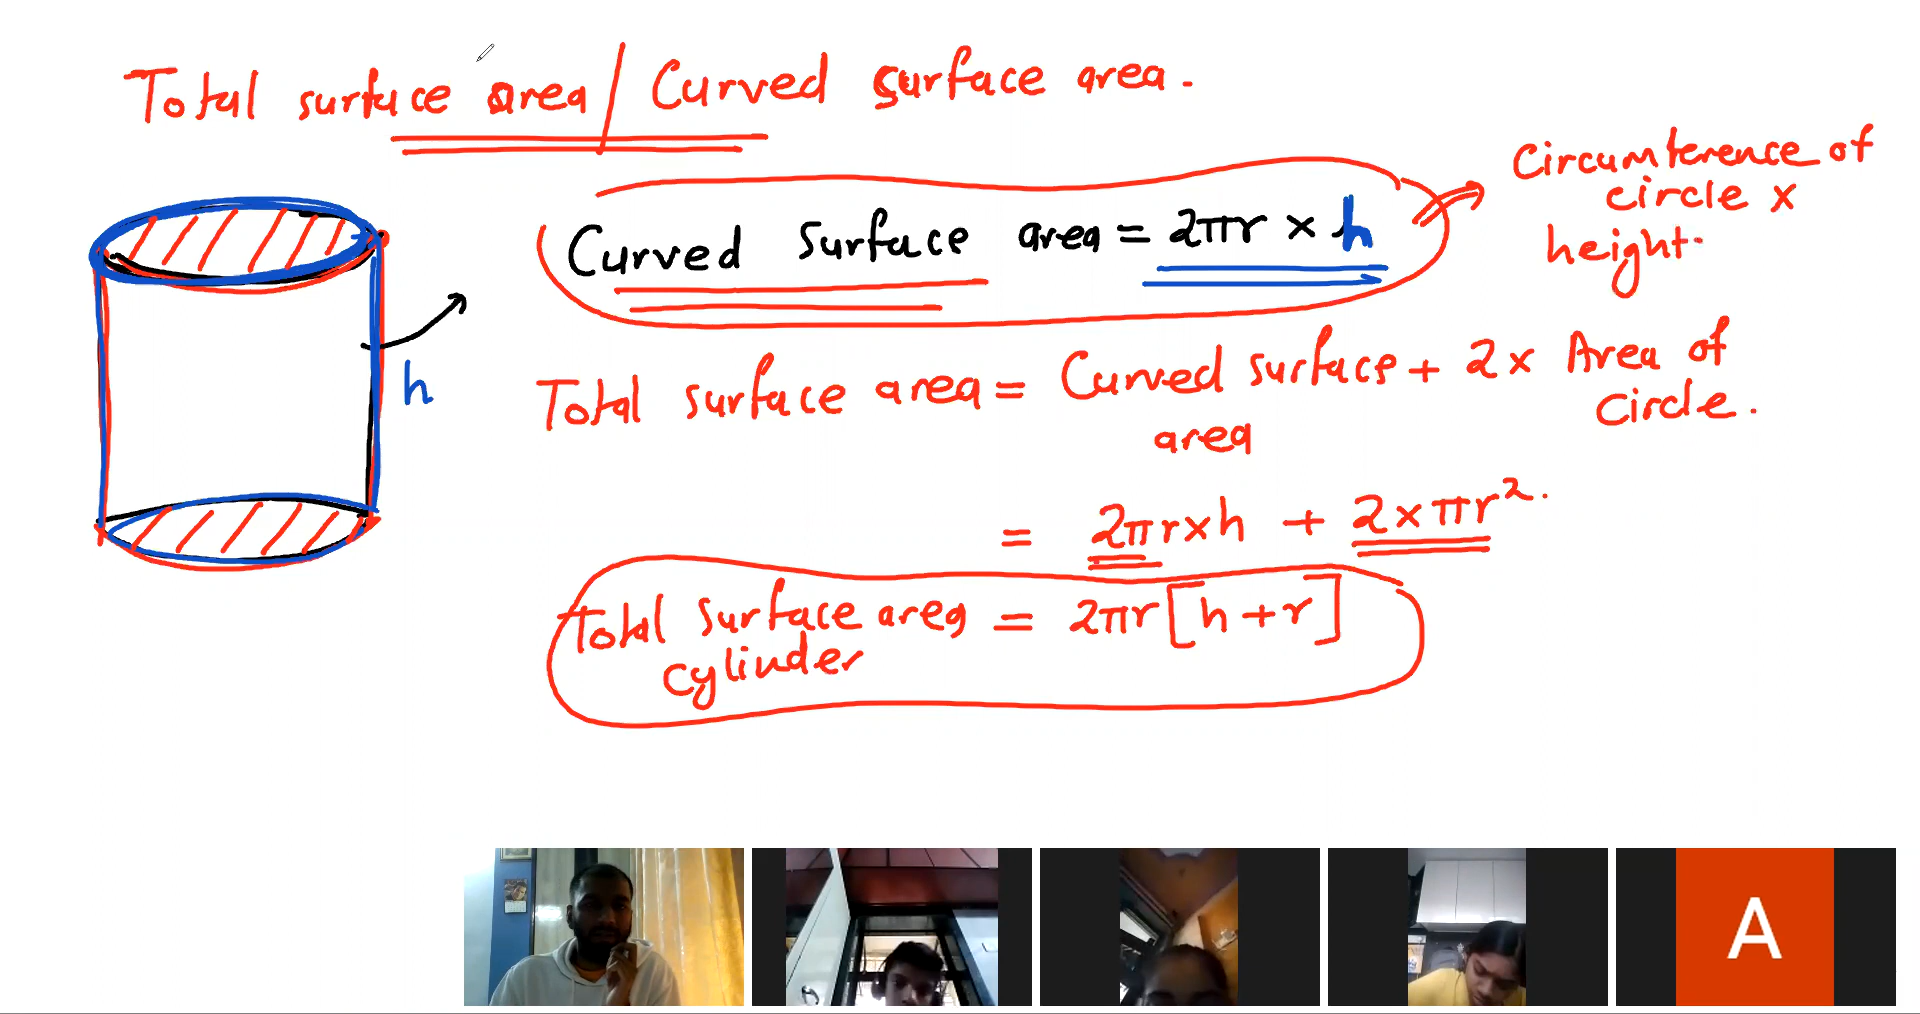 Total surface area / Curved surface area.
Curved surface area = 2πr × h
Circumference of
circle ×
height.
h
Total surface area = Curved surface + 2 × Area of
area
circle.
= 2πr×h + 2×πr².
Total surface area = 2πr[h+r]
cylinder
A